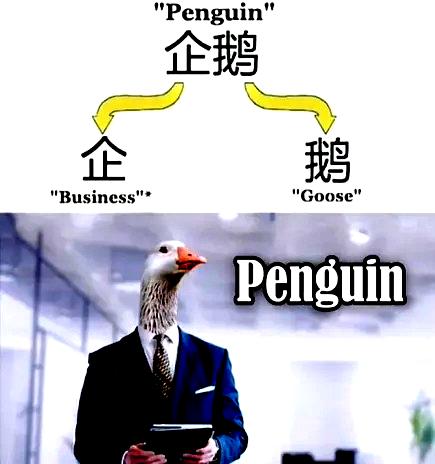 "Penguin"
企鹅
企 鹅
"Business"* "Goose"
Penguin